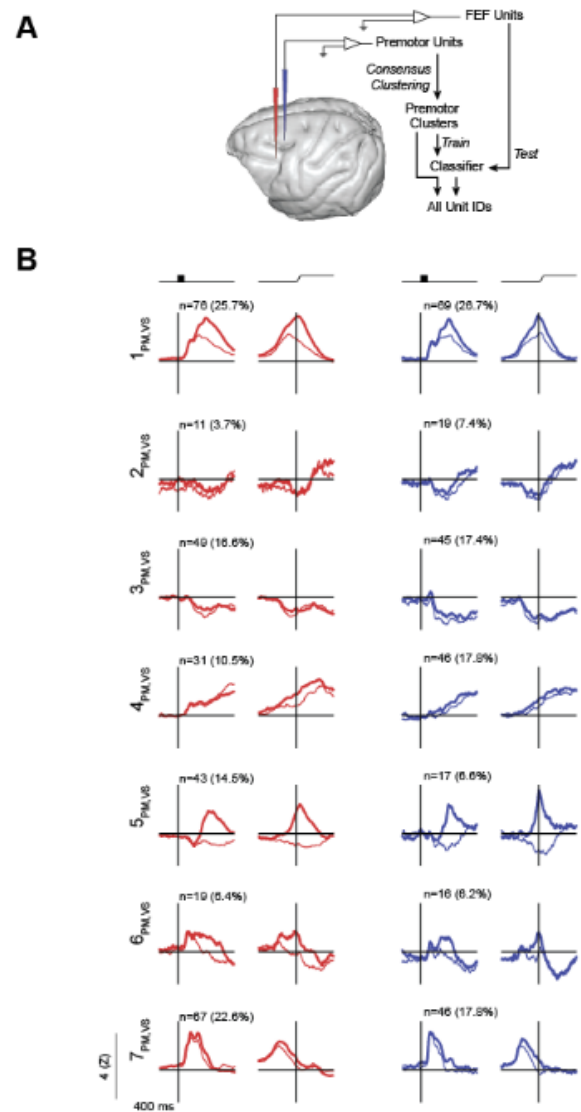 A
FEF Units
Premotor Units
Consensus
Clustering
Premotor
Clusters
Train
Classifier
Test
All Unit IDs
B
n=76 (25.7%)
n=69 (26.7%)
1PM,VS
n=11 (3.7%)
n=19 (7.4%)
2PM,VS
n=49 (16.6%)
n=45 (17.4%)
3PM,VS
n=31 (10.5%)
n=46 (17.8%)
4PM,VS
n=43 (14.5%)
n=17 (6.6%)
5PM,VS
n=19 (6.4%)
n=16 (6.2%)
6PM,VS
n=67 (22.6%)
n=46 (17.8%)
7PM,VS
4 (Z)
400 ms